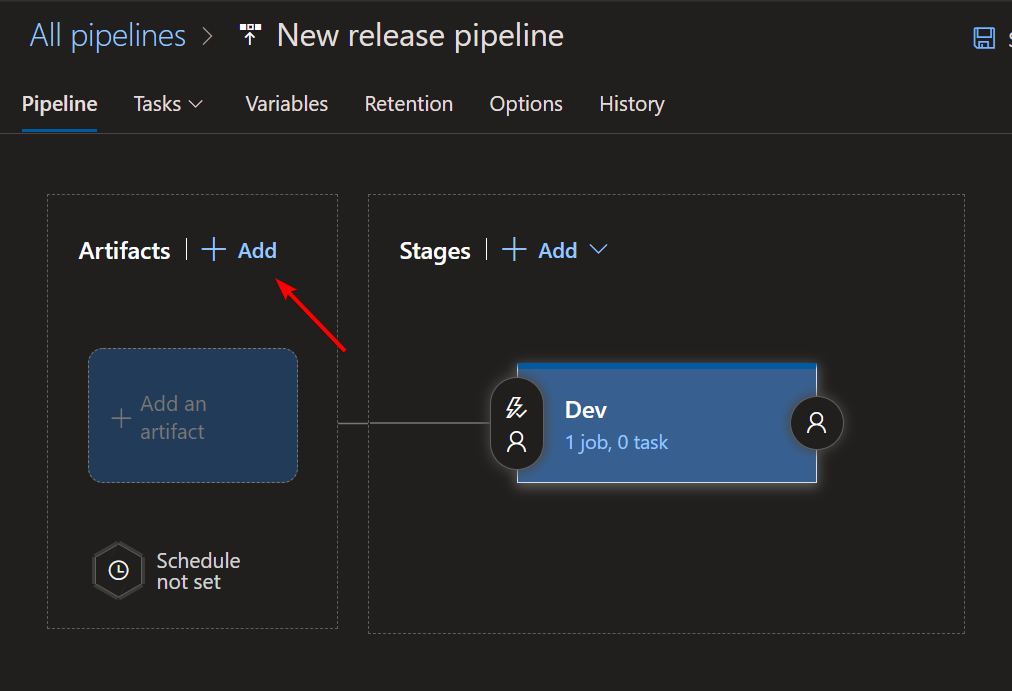 All pipelines > New release pipeline
Pipeline Tasks Variables Retention Options History
Artifacts | + Add
Stages | + Add
+ Add an
artifact
Dev
1 job, 0 task
Schedule
not set